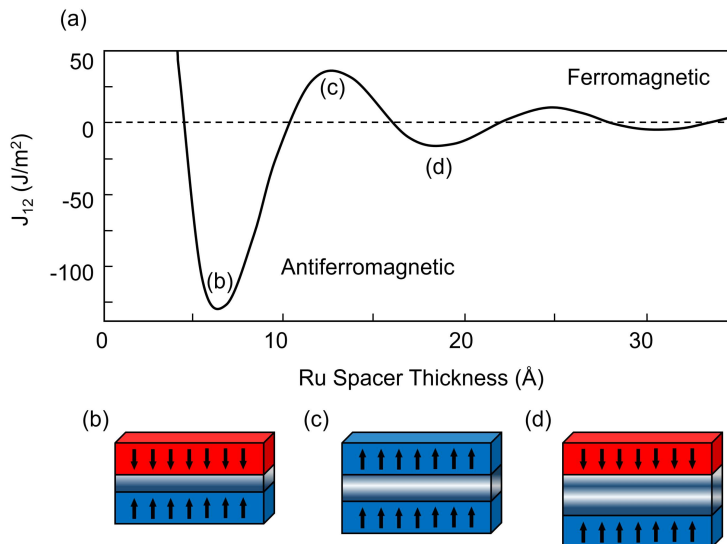 (a)
50
0
-50
-100
J₁₂ (J/m²)
Ferromagnetic
(c)
(d)
(b)
Antiferromagnetic
0
10
20
30
Ru Spacer Thickness (Å)
(b)
(c)
(d)